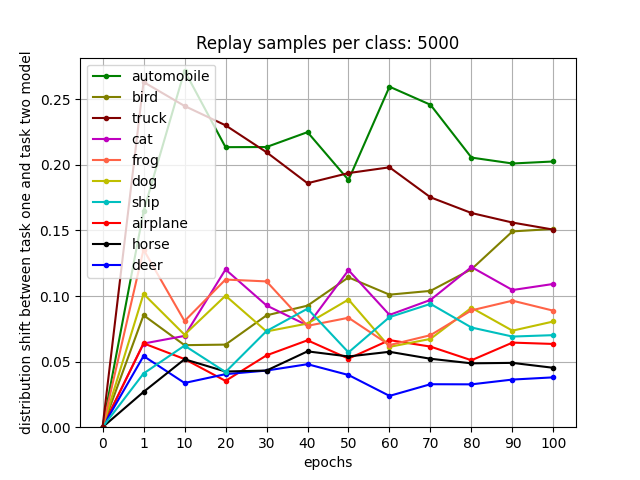 Replay samples per class: 5000
distribution shift between task one and task two model
0.25
0.20
0.15
0.10
0.05
0.00
automobile
bird
truck
cat
frog
dog
ship
airplane
horse
deer
0 1 10 20 30 40 50 60 70 80 90 100
epochs